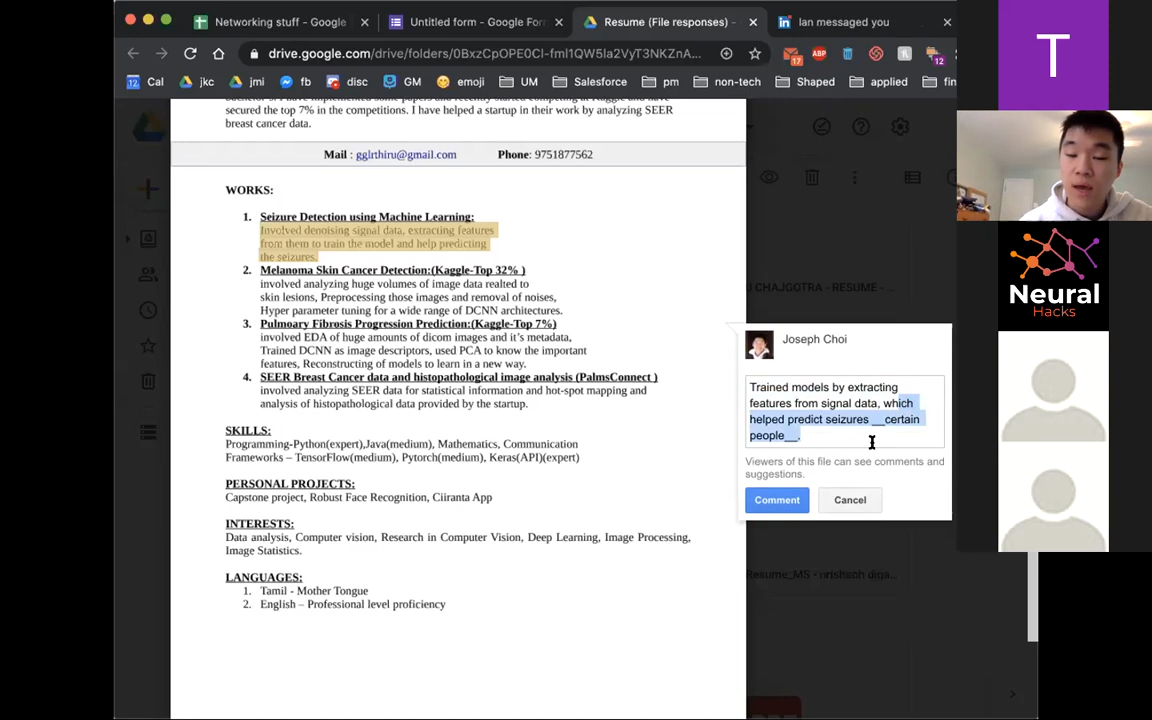 Networking stuff - Google
Untitled form - Google For
Resume (File responses) -
Ian messaged you
drive.google.com/drive/folders/0BxzCpOPE0CI-fml1QW5la2VyT3NKZnA...
17
ABP
12
12 Cal
jkc
jmi
fb
disc
GM
emoji
UM
Salesforce
pm
non-tech
Shaped
applied
fin
secured the top 7% in the competitions. I have helped a startup in their work by analyzing SEER
breast cancer data.
Mail : gglrthiru@gmail.com Phone: 9751877562
WORKS:
1. Seizure Detection using Machine Learning:
Involved denoising signal data, extracting features
from them to train the model and help predicting
the seizures.
2. Melanoma Skin Cancer Detection:(Kaggle-Top 32% )
involved analyzing huge volumes of image data realted to
skin lesions, Preprocessing those images and removal of noises,
Hyper parameter tuning for a wide range of DCNN architectures.
3. Pulmoary Fibrosis Progression Prediction:(Kaggle-Top 7%)
involved EDA of huge amounts of dicom images and it's metadata,
Trained DCNN as image descriptors, used PCA to know the important
features, Reconstructing of models to learn in a new way.
4. SEER Breast Cancer data and histopathological image analysis (PalmsConnect )
involved analyzing SEER data for statistical information and hot-spot mapping and
analysis of histopathological data provided by the startup.
SKILLS:
Programming-Python(expert),Java(medium), Mathematics, Communication
Frameworks – TensorFlow(medium), Pytorch(medium), Keras(API)(expert)
PERSONAL PROJECTS:
Capstone project, Robust Face Recognition, Ciiranta App
INTERESTS:
Data analysis, Computer vision, Research in Computer Vision, Deep Learning, Image Processing,
Image Statistics.
LANGUAGES:
1. Tamil - Mother Tongue
2. English – Professional level proficiency
CHAJGOTRA - RESUME -
Joseph Choi
Trained models by extracting
features from signal data, which
helped predict seizures __certain
people__.
Viewers of this file can see comments and
suggestions.
Comment
Cancel
T
Neural
Hacks